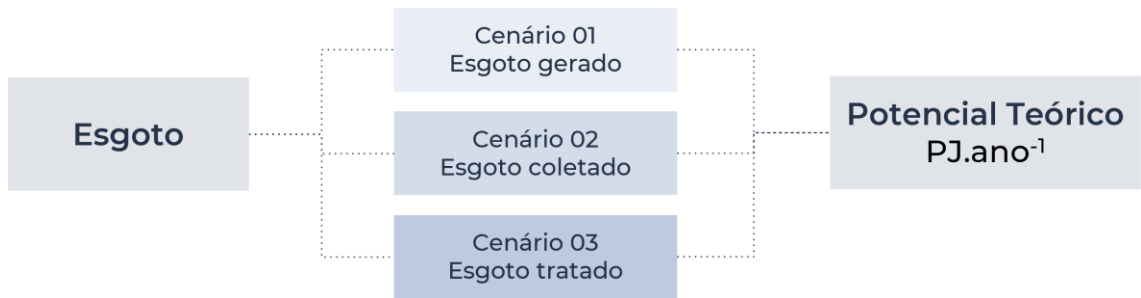 Esgoto
Cenário 01
Esgoto gerado
Cenário 02
Esgoto coletado
Cenário 03
Esgoto tratado
Potencial Teórico
PJ.ano⁻¹